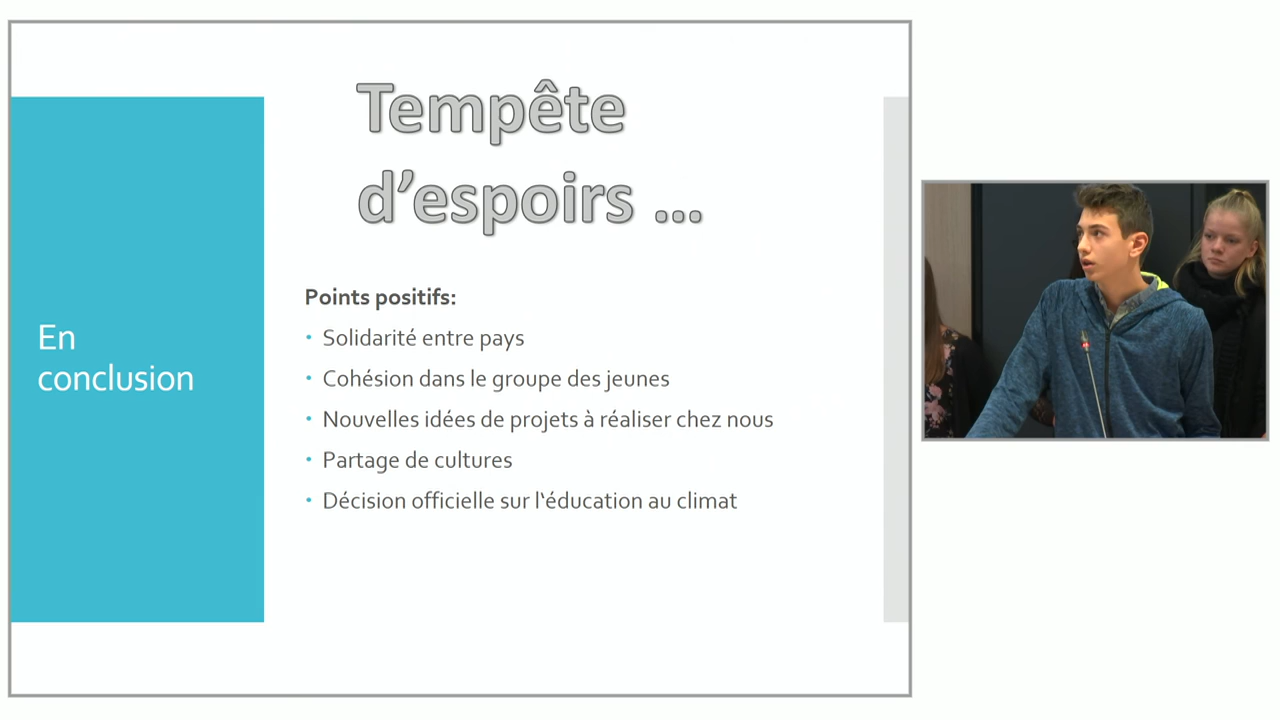 Tempête
d’espoirs ...
En
conclusion
Points positifs:
• Solidarité entre pays
• Cohésion dans le groupe des jeunes
• Nouvelles idées de projets à réaliser chez nous
• Partage de cultures
• Décision officielle sur l‘éducation au climat